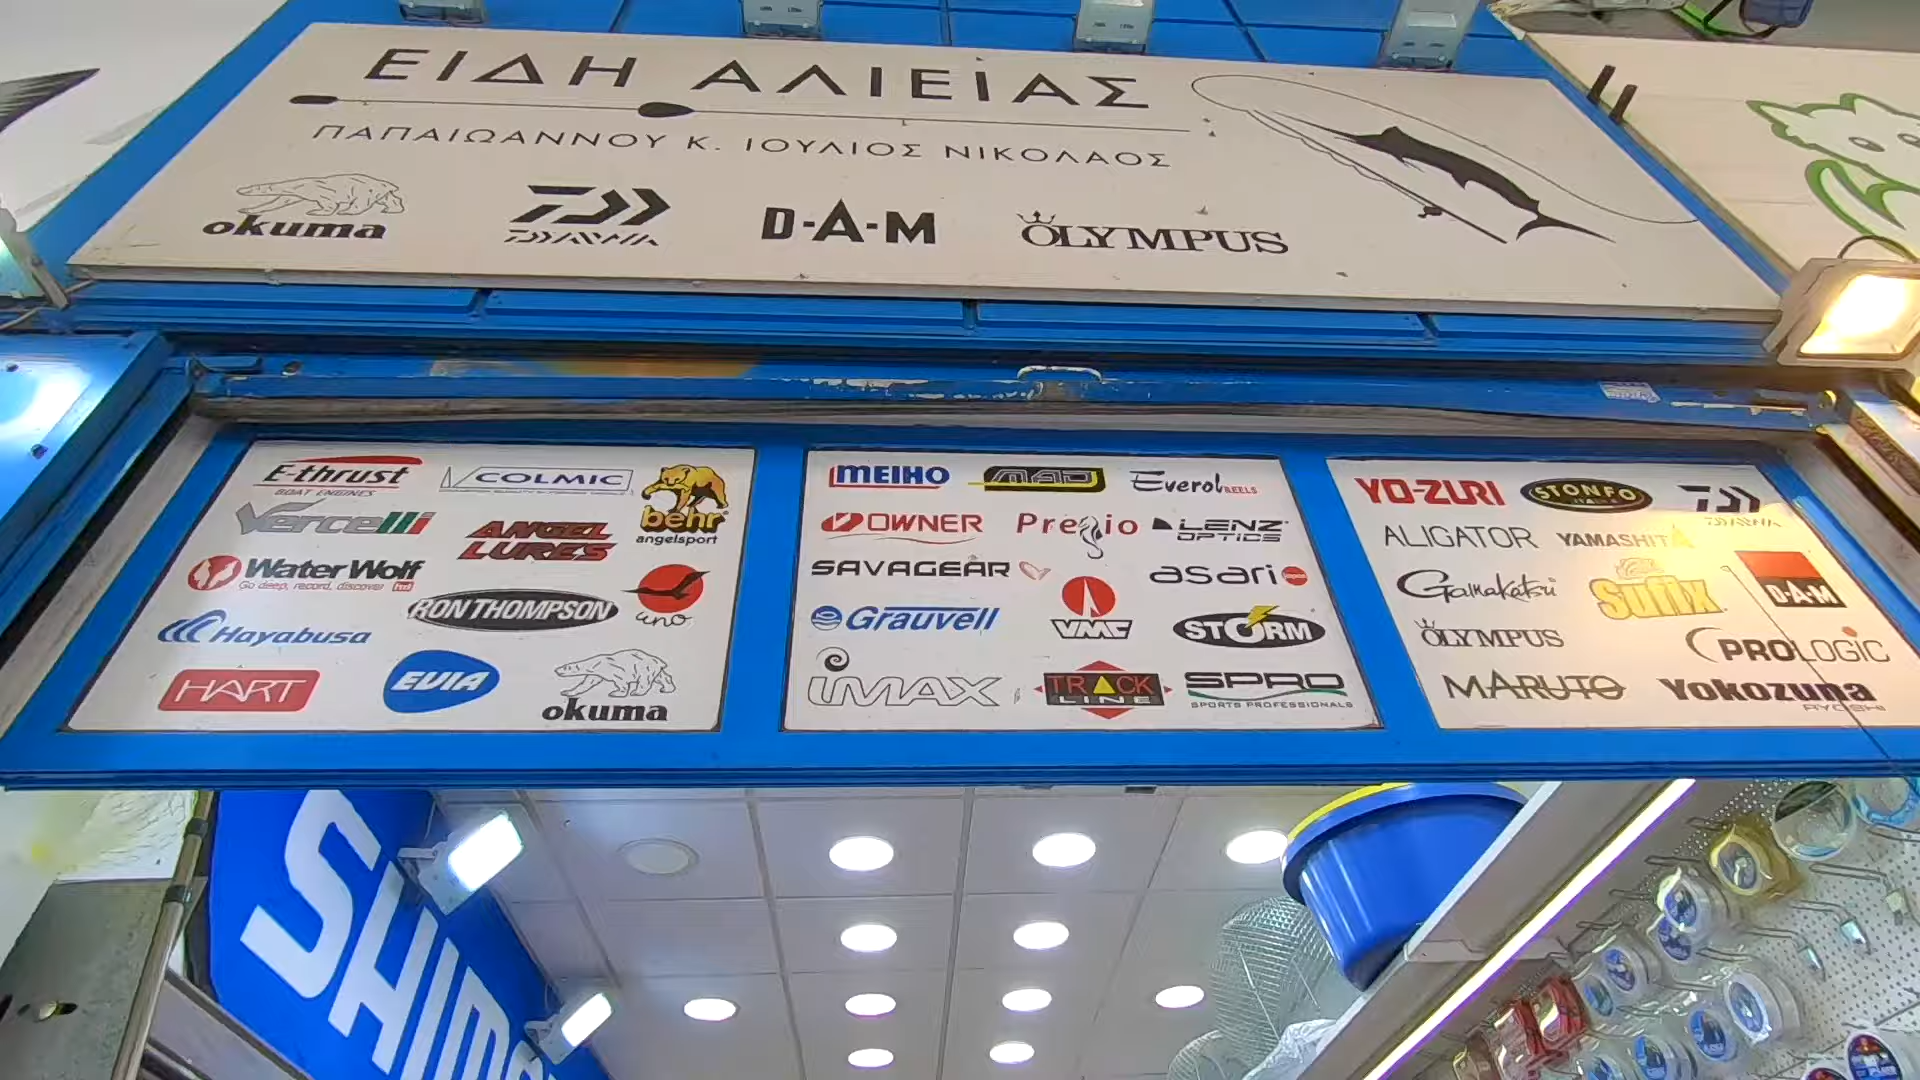 ΕΙΔΗ ΑΛΙΕΙΑΣ
ΠΑΠΑΙΩΑΝΝΟΥ Κ. ΙΟΥΛΙΟΣ ΝΙΚΟΛΑΟΣ
okuma
DAIWA
D·A·M
OLYMPUS
E-thrust
BOAT ENGINES
COLMIC
behr
angelsport
Vercelli
ANGEL
LURES
Water Wolf
Go deep, record, discover
RON THOMPSON
uno
Hayabusa
HART
EVIA
okuma
MEIHO
MAD
Everol REELS
OWNER
Pregio
LENZ
OPTICS
SAVAGEAR
asari
Grauvell
VMC
STORM
iMAX
TRACK
LINE
SPRO
SPORTS PROFESSIONALS
YO-ZURI
STONFO
DAIWA
ALIGATOR
YAMASHITA
Gamakatsu
Sufix
D·A·M
OLYMPUS
PROLOGIC
MARUTO
Yokozuna
RYOSHI